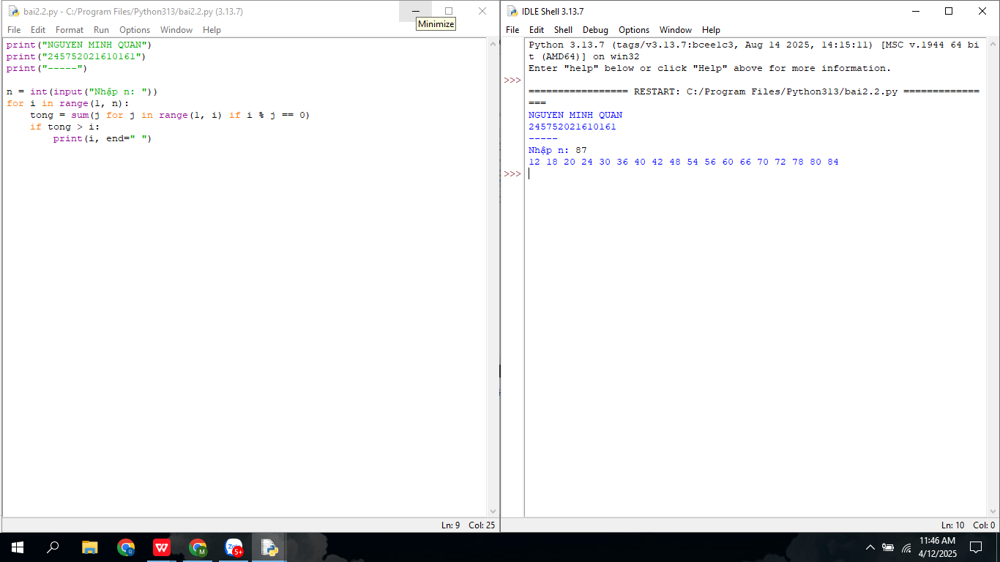 bai2.2.py - C:/Program Files/Python313/bai2.2.py (3.13.7)
Minimize
File Edit Format Run Options Window Help
print("NGUYEN MINH QUAN")
print("245752021610161")
print("-----")
n = int(input("Nhập n: "))
for i in range(1, n):
    tong = sum(j for j in range(1, i) if i % j == 0)
    if tong > i:
        print(i, end=" ")
Ln: 9 Col: 25
IDLE Shell 3.13.7
File Edit Shell Debug Options Window Help
Python 3.13.7 (tags/v3.13.7:bcee1c3, Aug 14 2025, 14:15:11) [MSC v.1944 64 bi
t (AMD64)] on win32
Enter "help" below or click "Help" above for more information.
>>>
================= RESTART: C:/Program Files/Python313/bai2.2.py =============
===
NGUYEN MINH QUAN
245752021610161
-----
Nhập n: 87
12 18 20 24 30 36 40 42 48 54 56 60 66 70 72 78 80 84
>>>
Ln: 10 Col: 0
W
M
5+
11:46 AM
4/12/2025